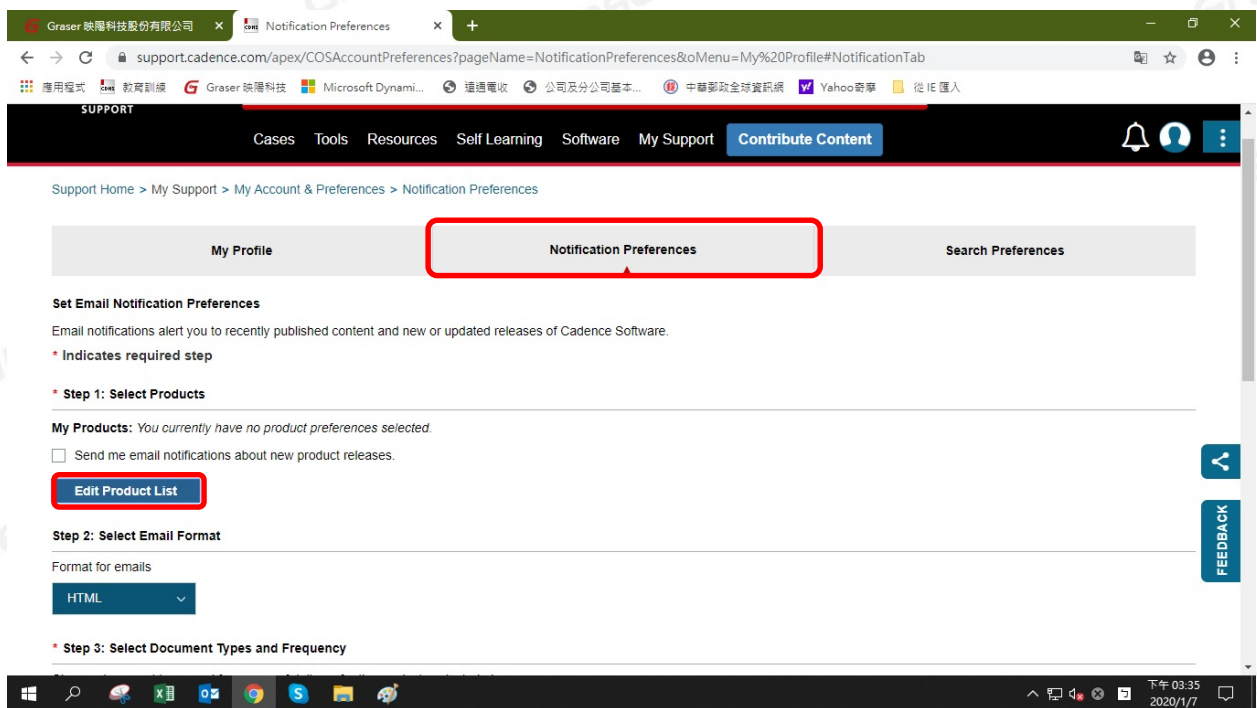 Graser 映陽科技股份有限公司
Notification Preferences
support.cadence.com/apex/COSAccountPreferences?pageName=NotificationPreferences&oMenu=My%20Profile#NotificationTab
應用程式
教育訓練
Graser 映陽科技
Microsoft Dynami...
遠通電收
公司及分公司基本...
中華郵政全球資訊網
Yahoo奇摩
從 IE 匯入
SUPPORT
Cases Tools Resources Self Learning Software My Support Contribute Content
Support Home > My Support > My Account & Preferences > Notification Preferences
My Profile
Notification Preferences
Search Preferences
Set Email Notification Preferences
Email notifications alert you to recently published content and new or updated releases of Cadence Software.
* Indicates required step
* Step 1: Select Products
My Products: You currently have no product preferences selected.
Send me email notifications about new product releases.
Edit Product List
Step 2: Select Email Format
Format for emails
HTML
FEEDBACK
* Step 3: Select Document Types and Frequency
下午 03:35
2020/1/7